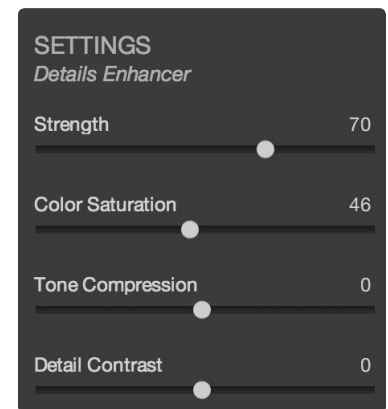 SETTINGS
Details Enhancer
Strength 70
Color Saturation 46
Tone Compression 0
Detail Contrast 0